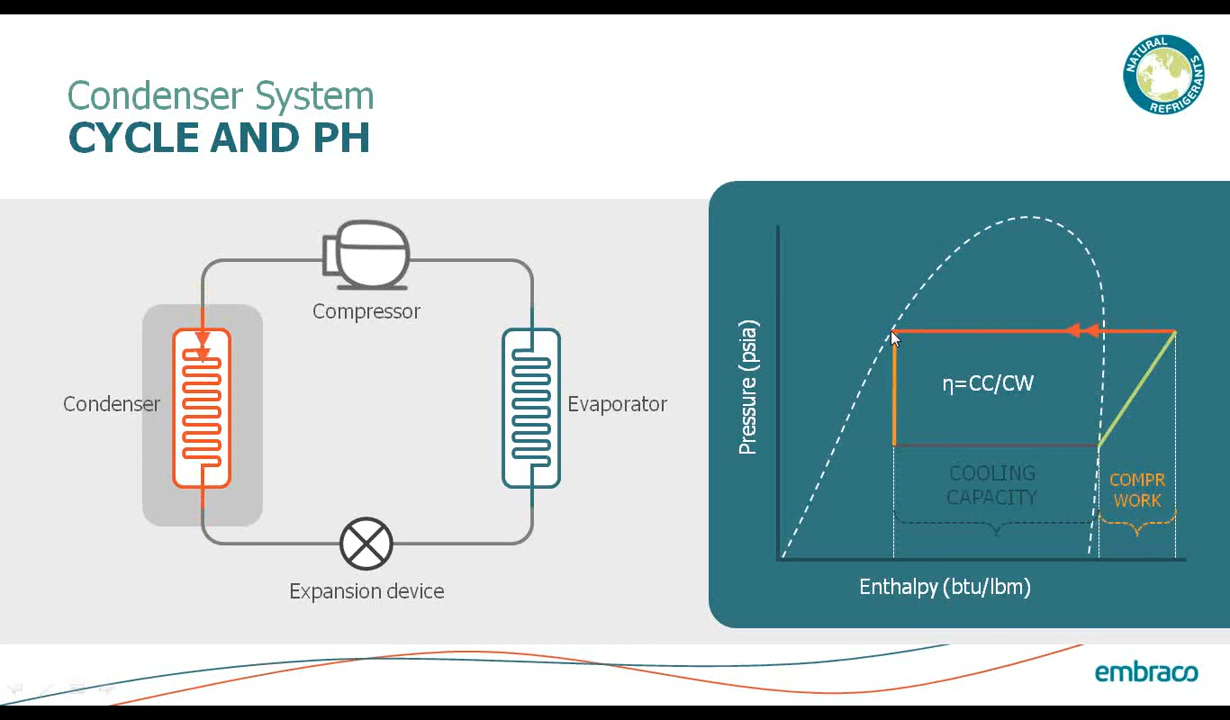 Condenser System
CYCLE AND PH
NATURAL
REFRIGERANTS
Compressor
Condenser
Evaporator
Expansion device
Pressure (psia)
η=CC/CW
COOLING
CAPACITY
COMPR
WORK
Enthalpy (btu/lbm)
embraco